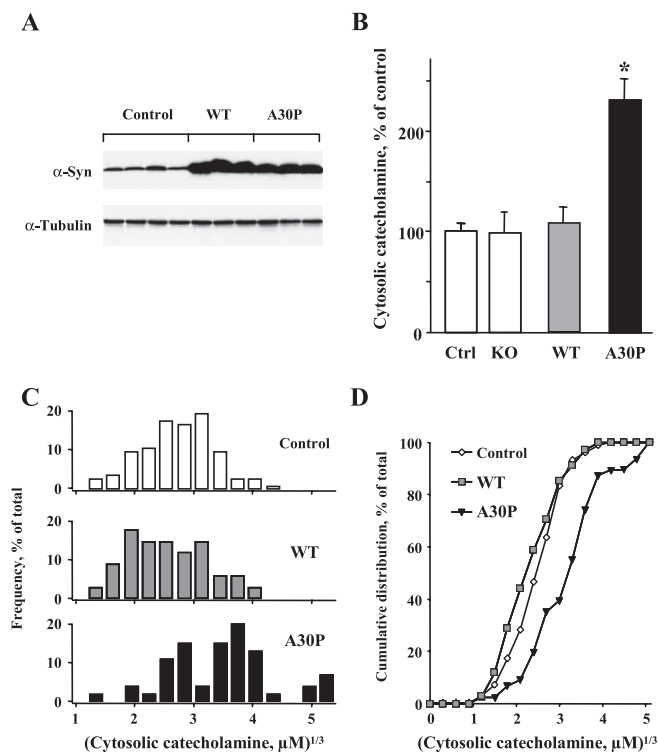 A
Control WT A30P
α-Syn
α-Tubulin
B
Cytosolic catecholamine, % of control
200
100
0
*
Ctrl KO WT A30P
C
Frequency, % of total
20
10
0
Control
20
10
0
WT
20
10
0
A30P
1 2 3 4 5
(Cytosolic catecholamine, µM)1/3
D
Cumulative distribution, % of total
100
80
60
40
20
0
Control
WT
A30P
0 1 2 3 4 5
(Cytosolic catecholamine, µM)1/3